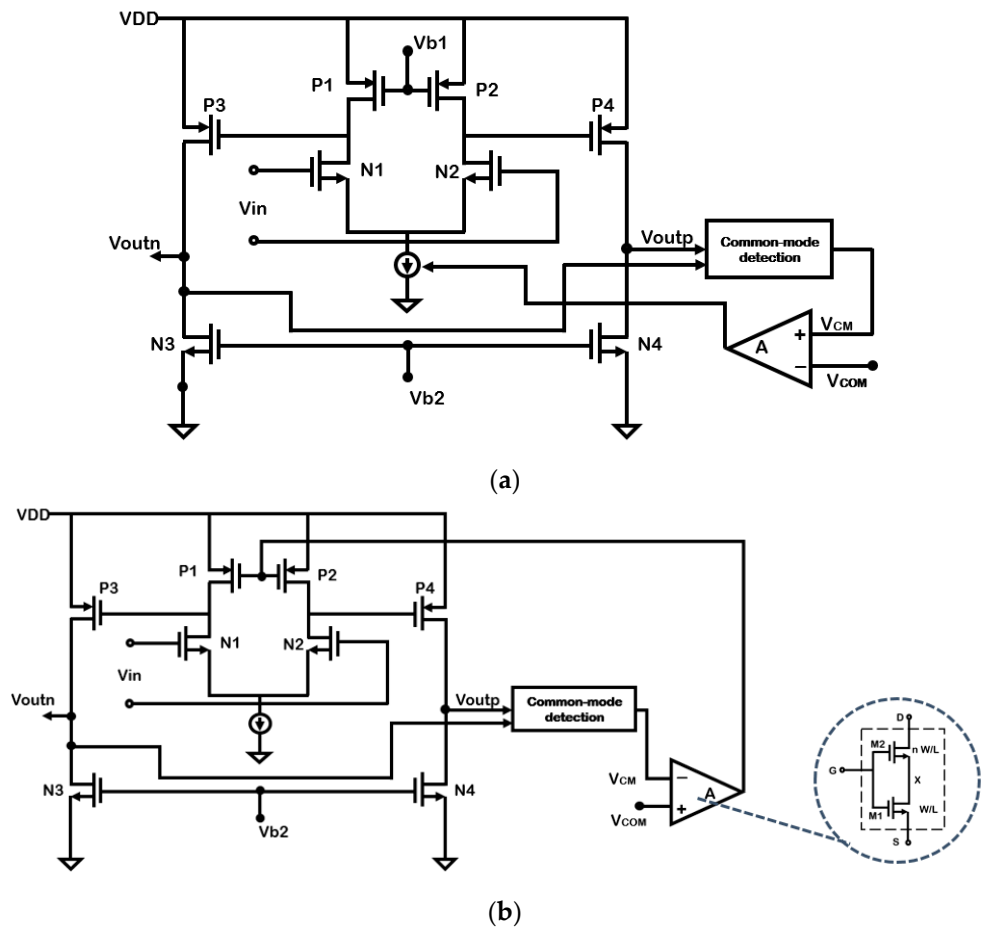 VDD
Vb1
P1
P2
P3
P4
N1
N2
Vin
Voutn
Voutp
Common-mode
detection
N3
N4
A
+
VCM
−
VCOM
Vb2
(a)
VDD
P1
P2
P3
P4
N1
N2
Vin
Voutn
Voutp
Common-mode
detection
D
M2
n W/L
G
X
M1
W/L
S
N3
N4
VCM
−
A
VCOM
+
Vb2
(b)